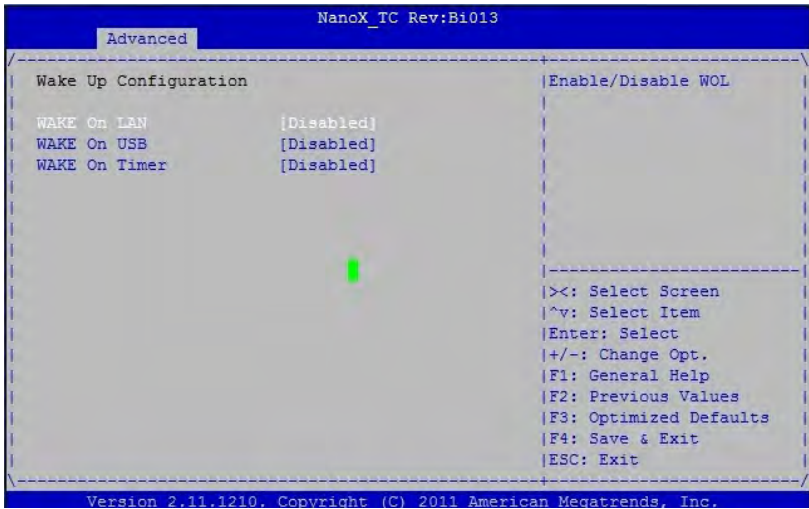 NanoX_TC Rev:Bi013
Advanced
Wake Up Configuration
Enable/Disable WOL
WAKE On LAN [Disabled]
WAKE On USB [Disabled]
WAKE On Timer [Disabled]
><: Select Screen
^v: Select Item
Enter: Select
+/-: Change Opt.
F1: General Help
F2: Previous Values
F3: Optimized Defaults
F4: Save & Exit
ESC: Exit
Version 2.11.1210. Copyright (C) 2011 American Megatrends, Inc.